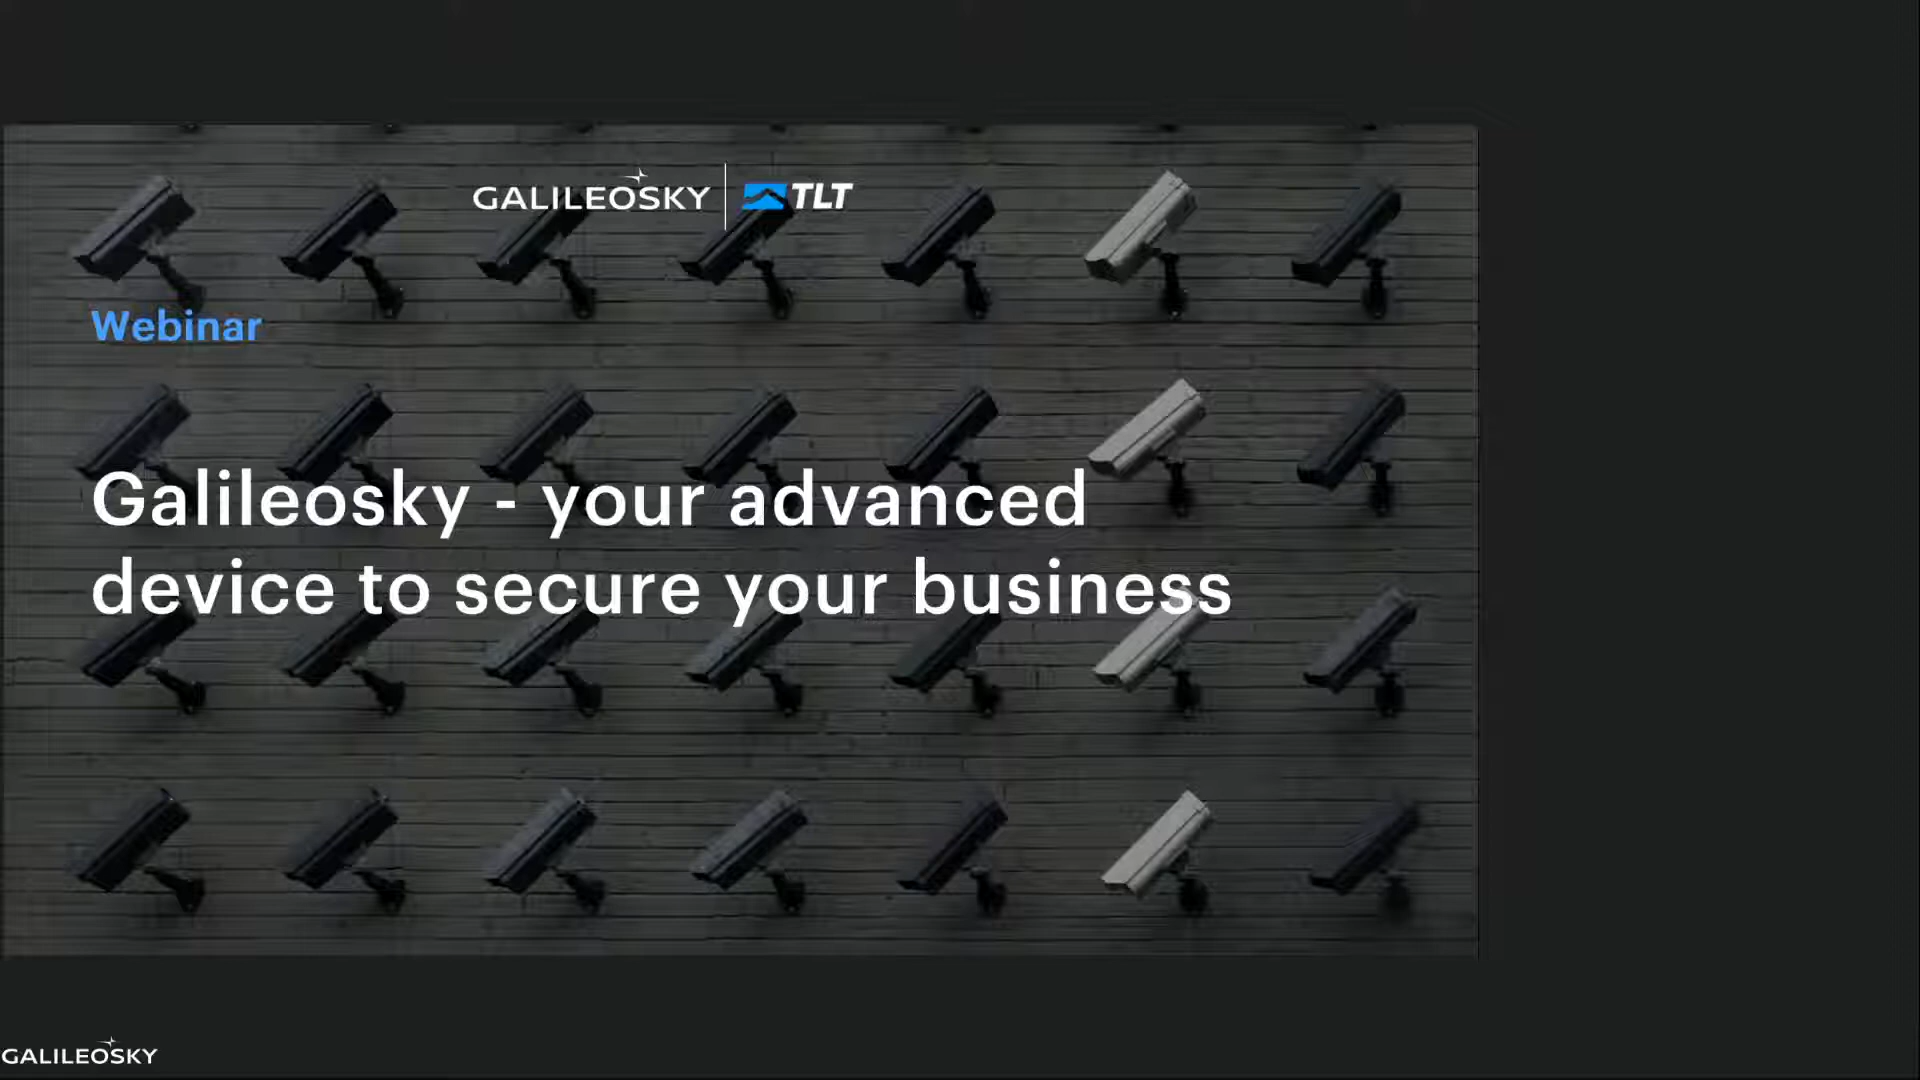 GALILEOSKY TLT
Webinar
Galileosky - your advanced
device to secure your business
GALILEOSKY